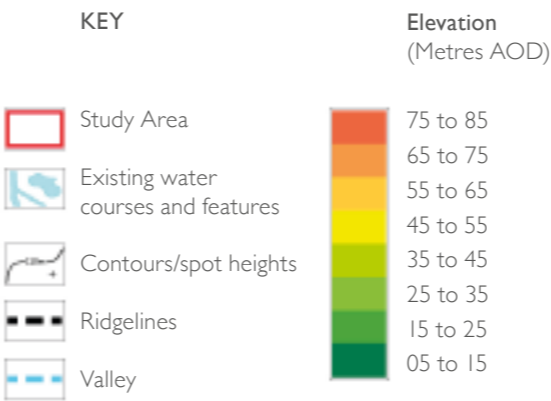 KEY
Study Area
Existing water
courses and features
Contours/spot heights
Ridgelines
Valley
Elevation
(Metres AOD)
75 to 85
65 to 75
55 to 65
45 to 55
35 to 45
25 to 35
15 to 25
05 to 15